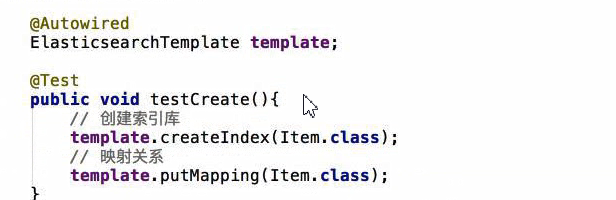 @Autowired
ElasticsearchTemplate template;
@Test
public void testCreate(){
// 创建索引库
template.createIndex(Item.class);
// 映射关系
template.putMapping(Item.class);
}